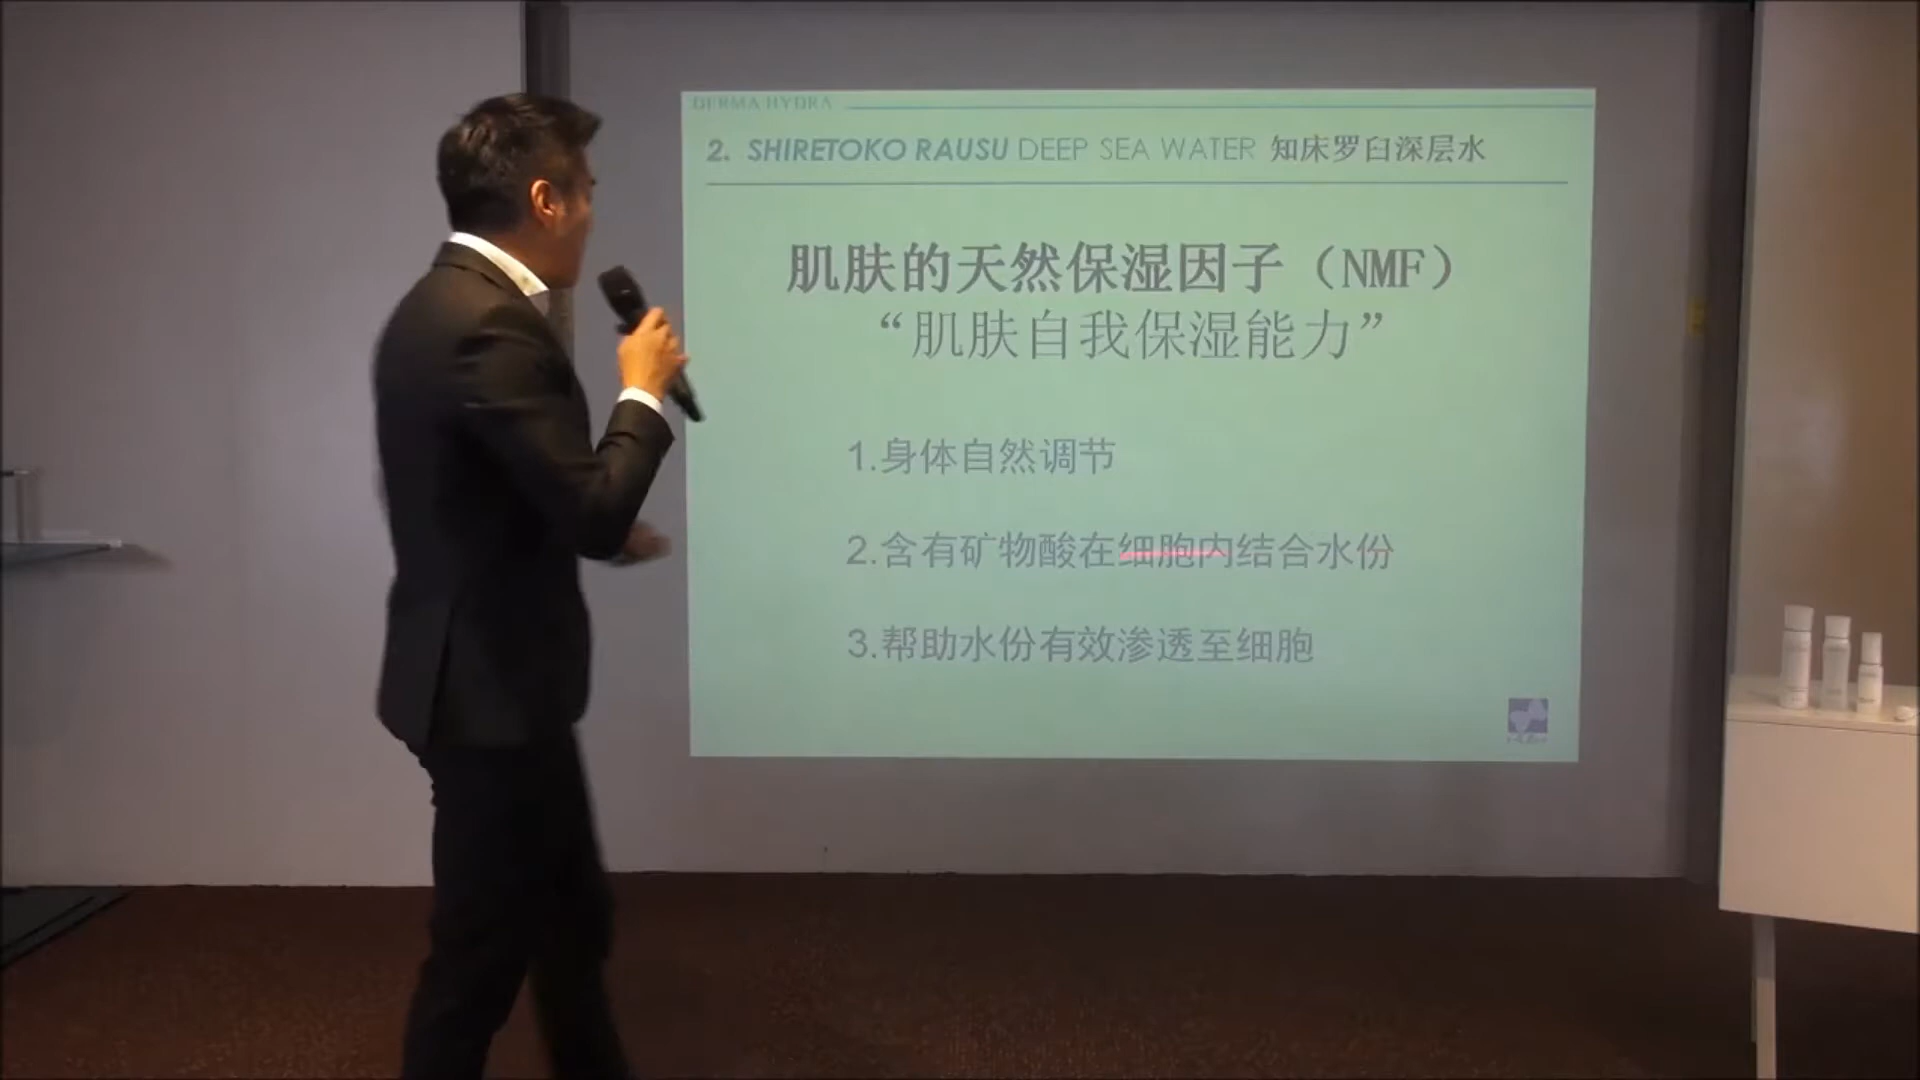 DERMA HYDRA
2. SHIRETOKO RAUSU DEEP SEA WATER 知床罗臼深层水
肌肤的天然保湿因子（NMF）
“肌肤自我保湿能力”
1.身体自然调节
2.含有矿物酸在细胞内结合水份
3.帮助水份有效渗透至细胞